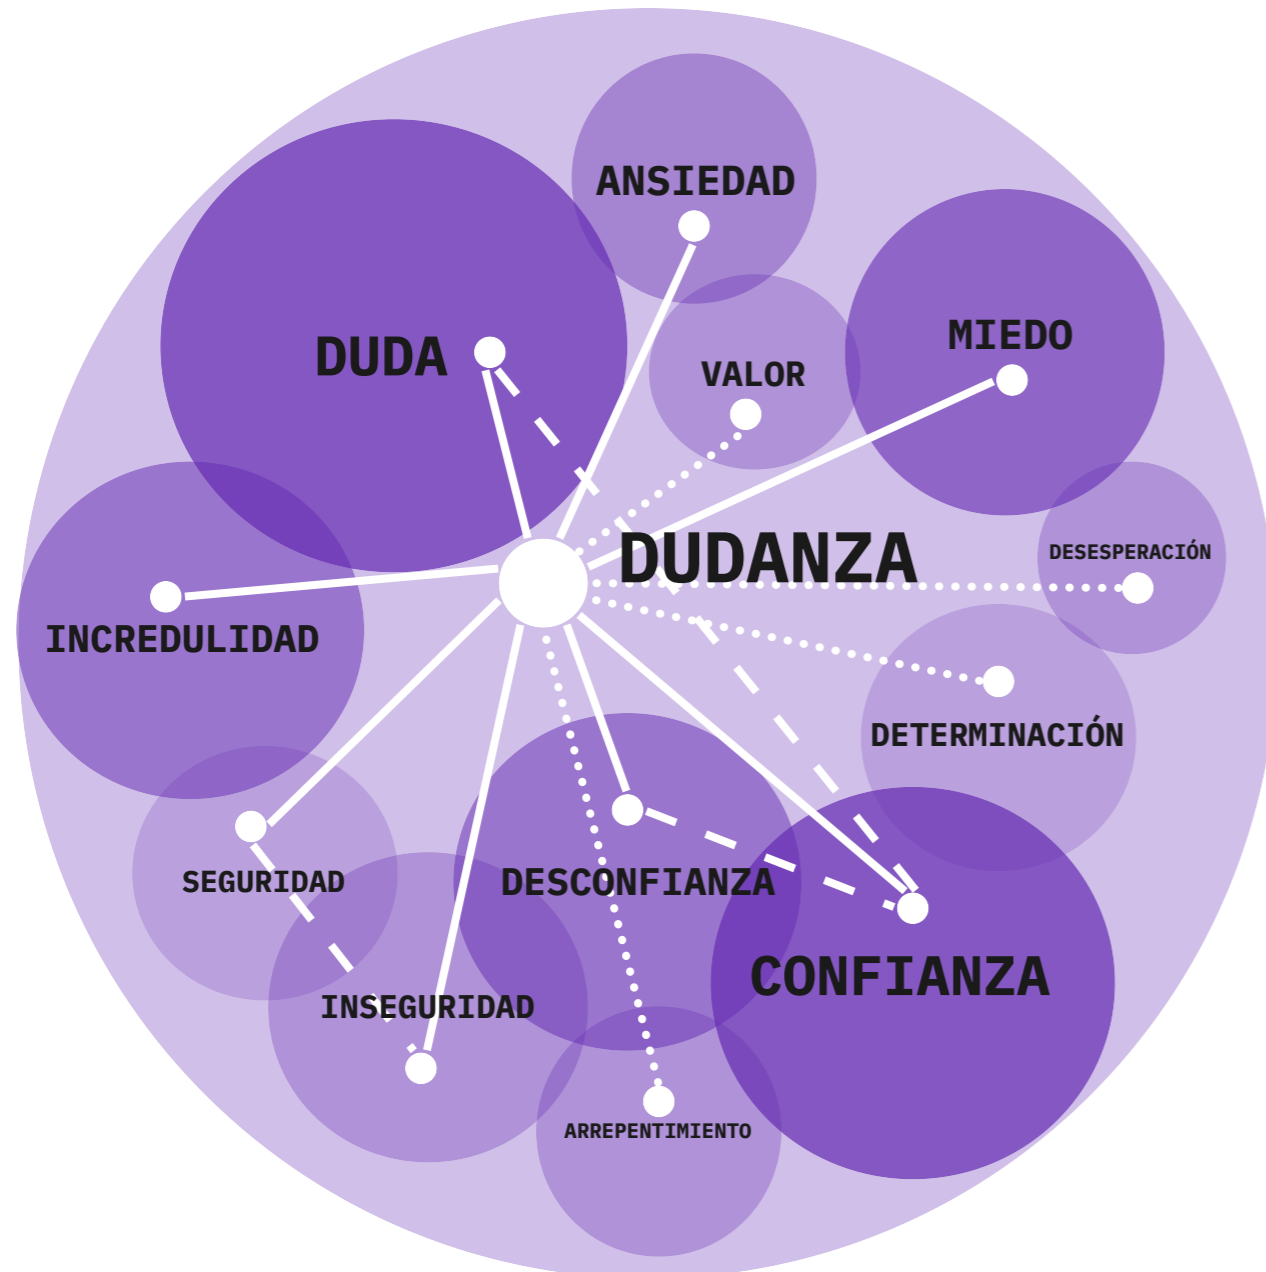 ANSIEDAD
MIEDO
DUDA
VALOR
DUDANZA
DESESPERACIÓN
INCREDULIDAD
DETERMINACIÓN
SEGURIDAD
DESCONFIANZA
CONFIANZA
INSEGURIDAD
ARREPENTIMIENTO